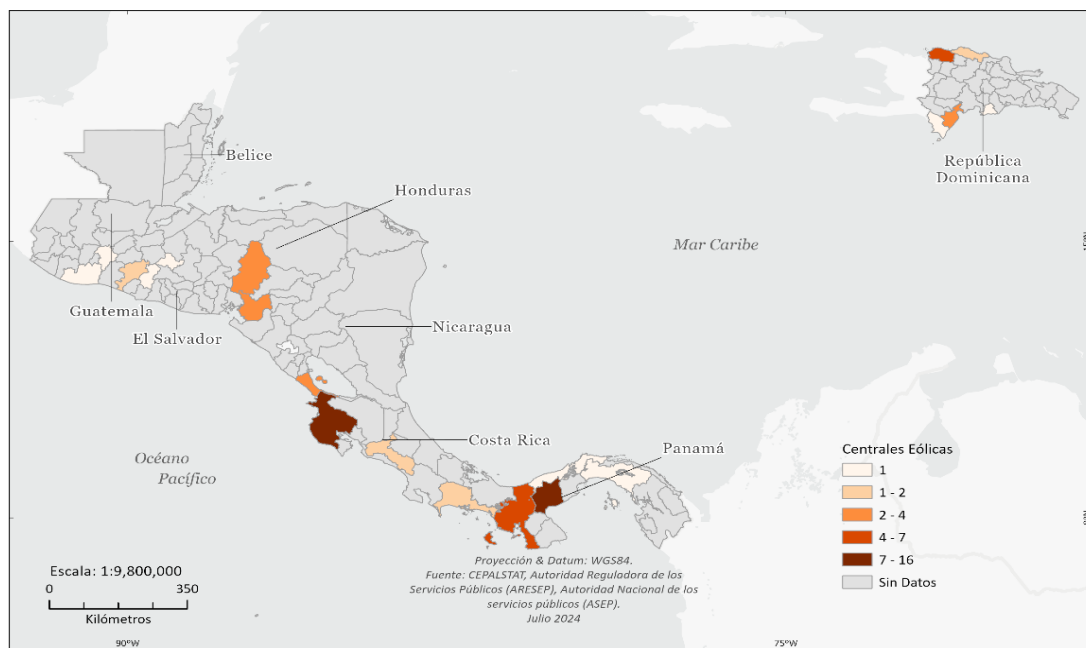 Belice
Honduras
República
Dominicana
Mar Caribe
Guatemala
El Salvador
Nicaragua
Costa Rica
Panamá
Océano
Pacífico
Centrales Eólicas
1
1 - 2
2 - 4
4 - 7
7 - 16
Sin Datos
Proyección & Datum: WGS84.
Fuente: CEPALSTAT, Autoridad Reguladora de los
Servicios Públicos (ARESEP), Autoridad Nacional de los
servicios públicos (ASEP).
Julio 2024
Escala: 1:9,800,000
0 350
Kilómetros
90°W
75°W